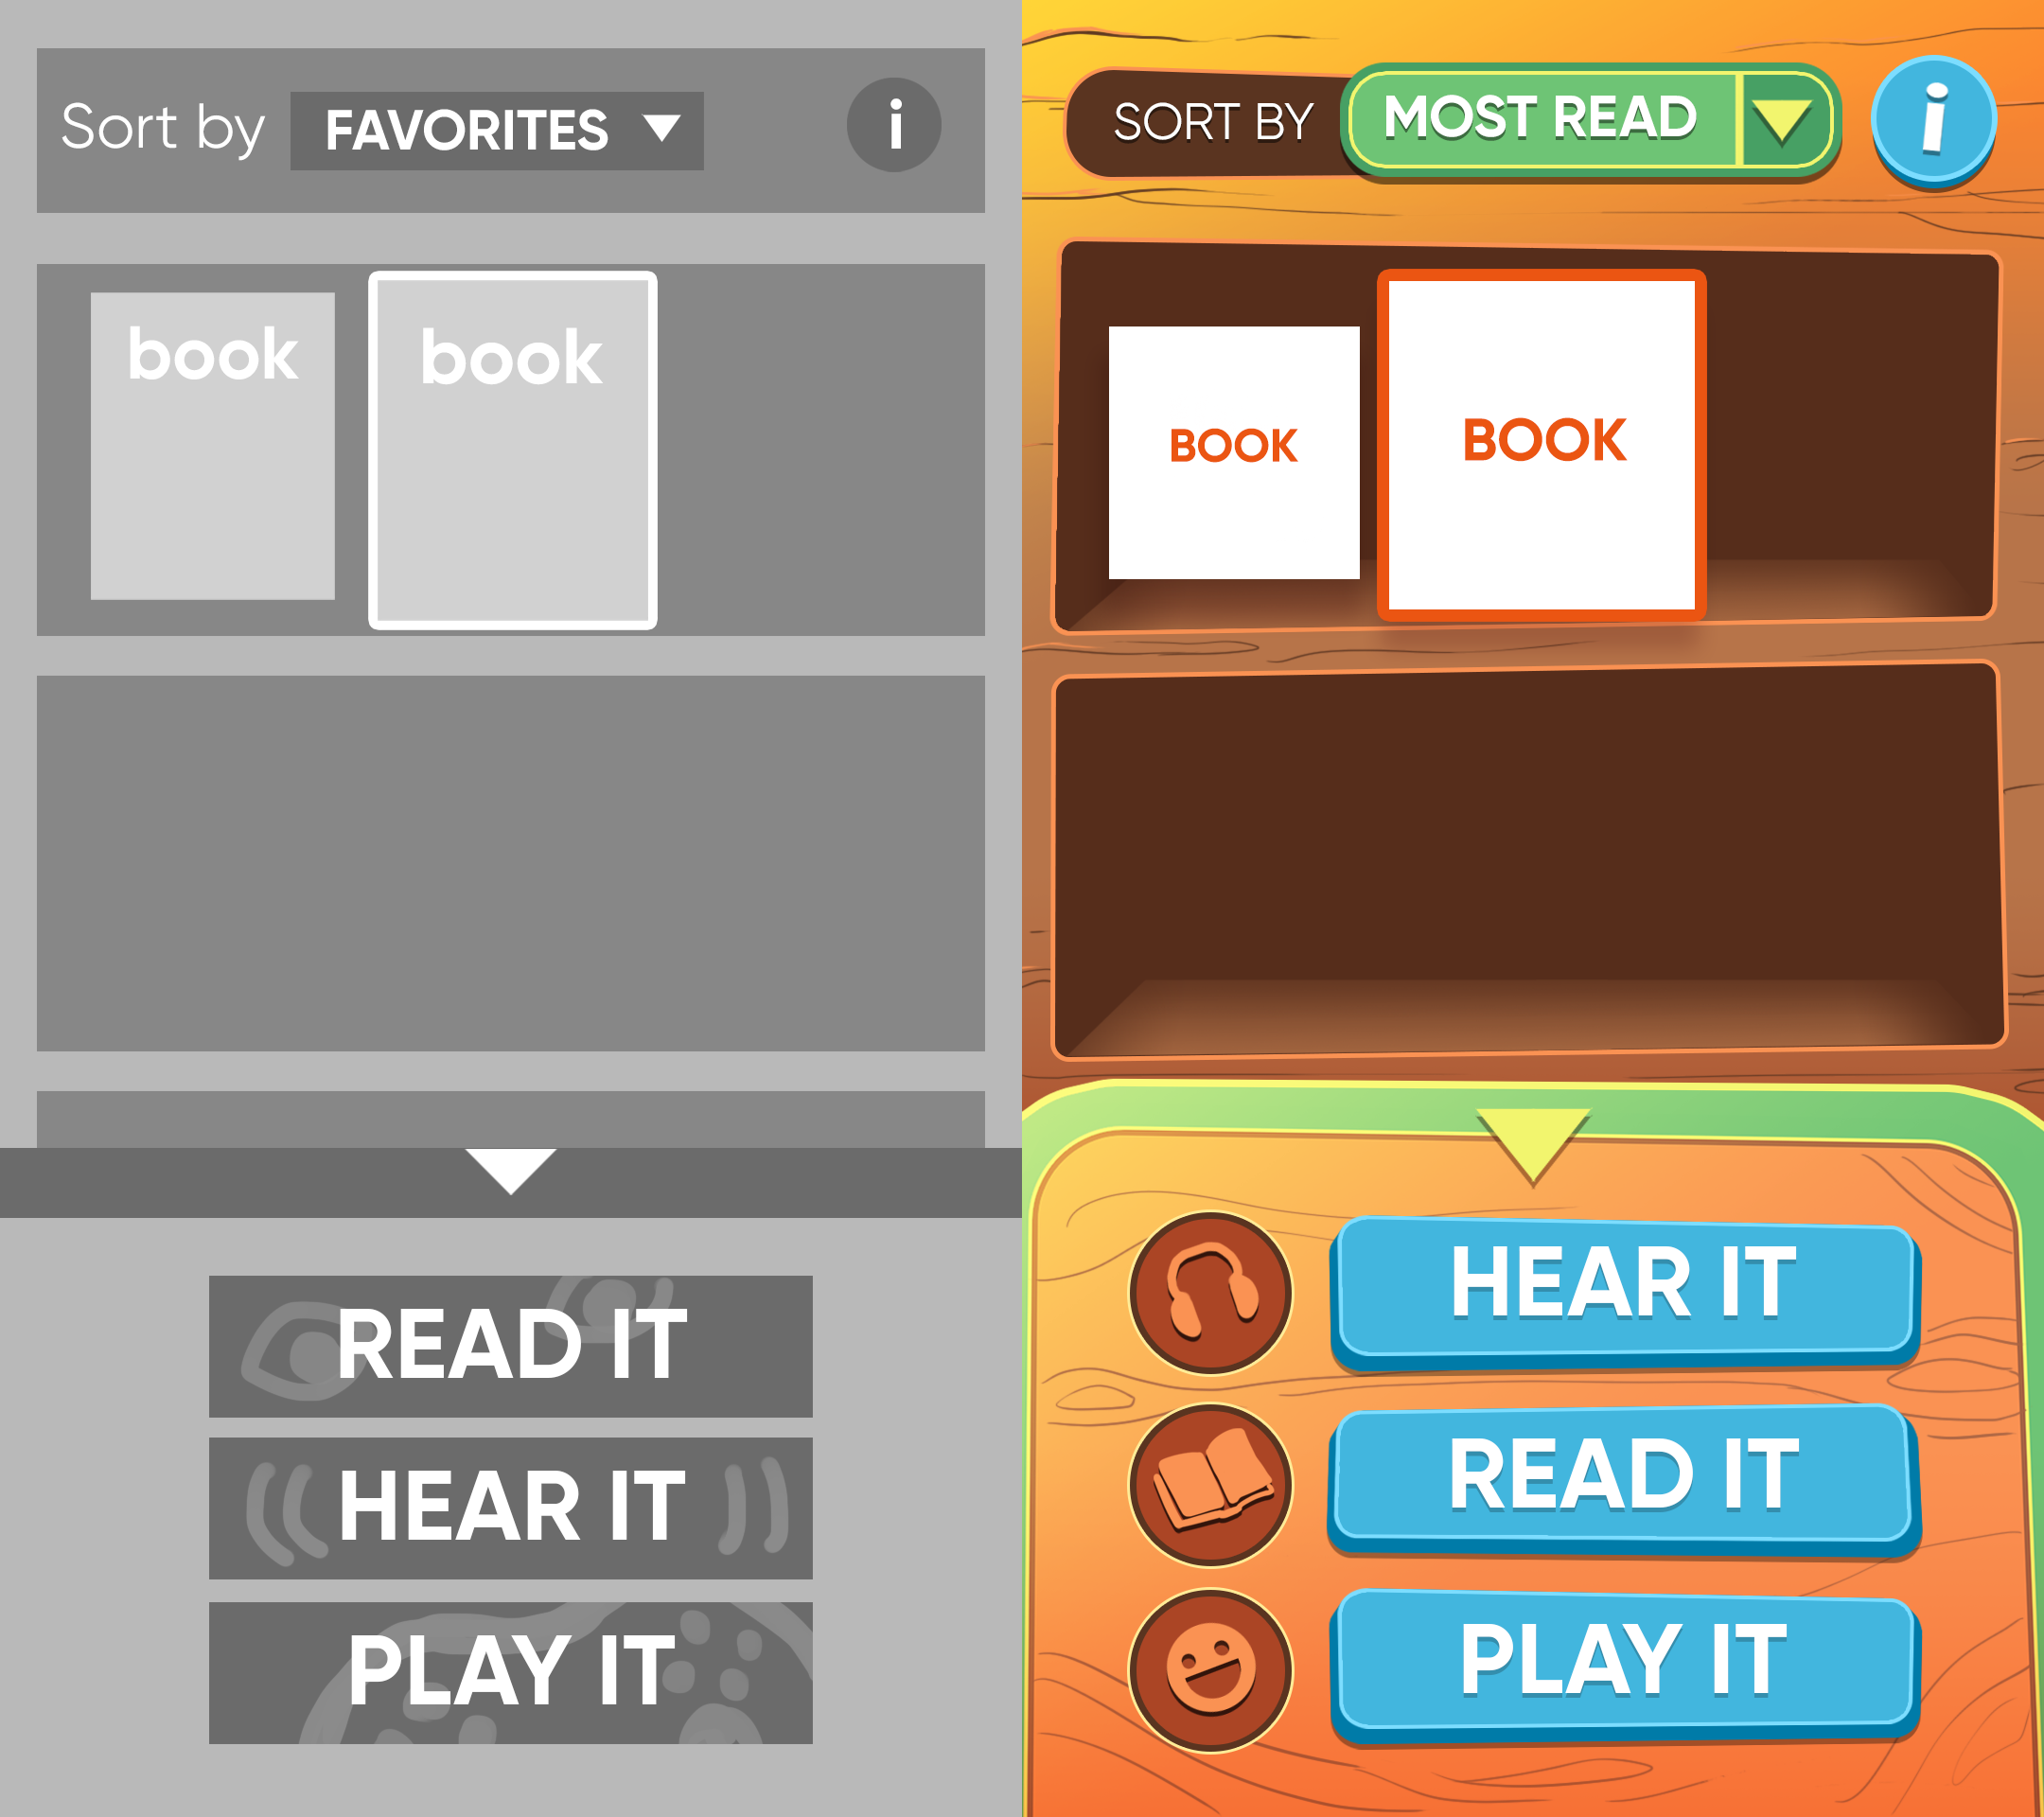 Sort by FAVORITES i
book book
READ IT
HEAR IT
PLAY IT
SORT BY MOST READ i
BOOK BOOK
HEAR IT
READ IT
PLAY IT